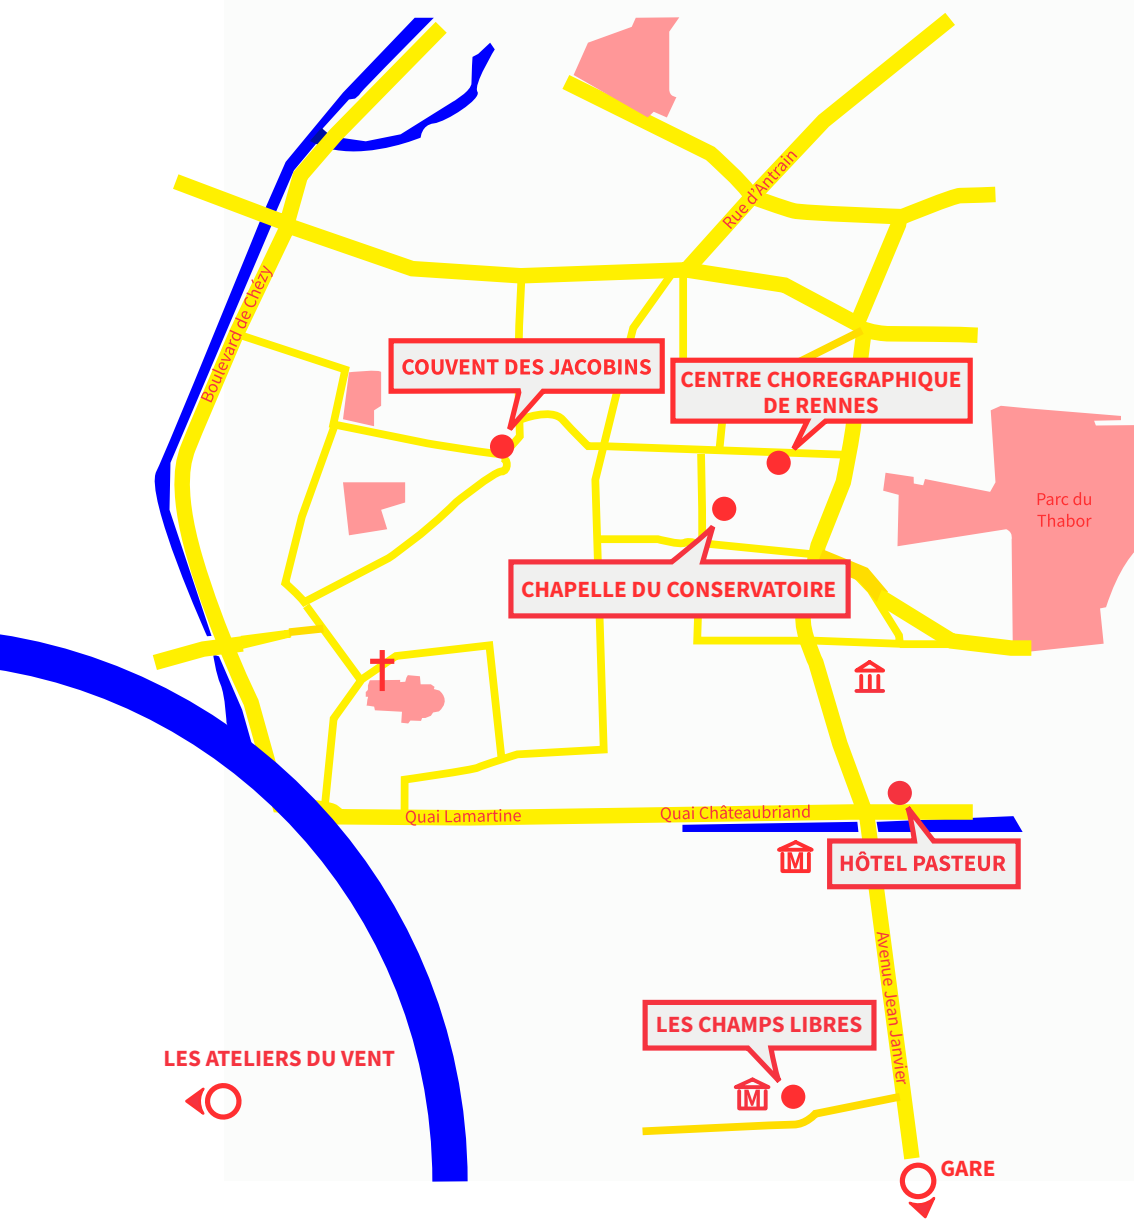 Rue d'Antrain
Boulevard de Chézy
COUVENT DES JACOBINS
CENTRE CHOREGRAPHIQUE
DE RENNES
Parc du
Thabor
CHAPELLE DU CONSERVATOIRE
Quai Lamartine
Quai Châteaubriand
M
HÔTEL PASTEUR
Avenue Jean Janvier
LES CHAMPS LIBRES
LES ATELIERS DU VENT
M
GARE